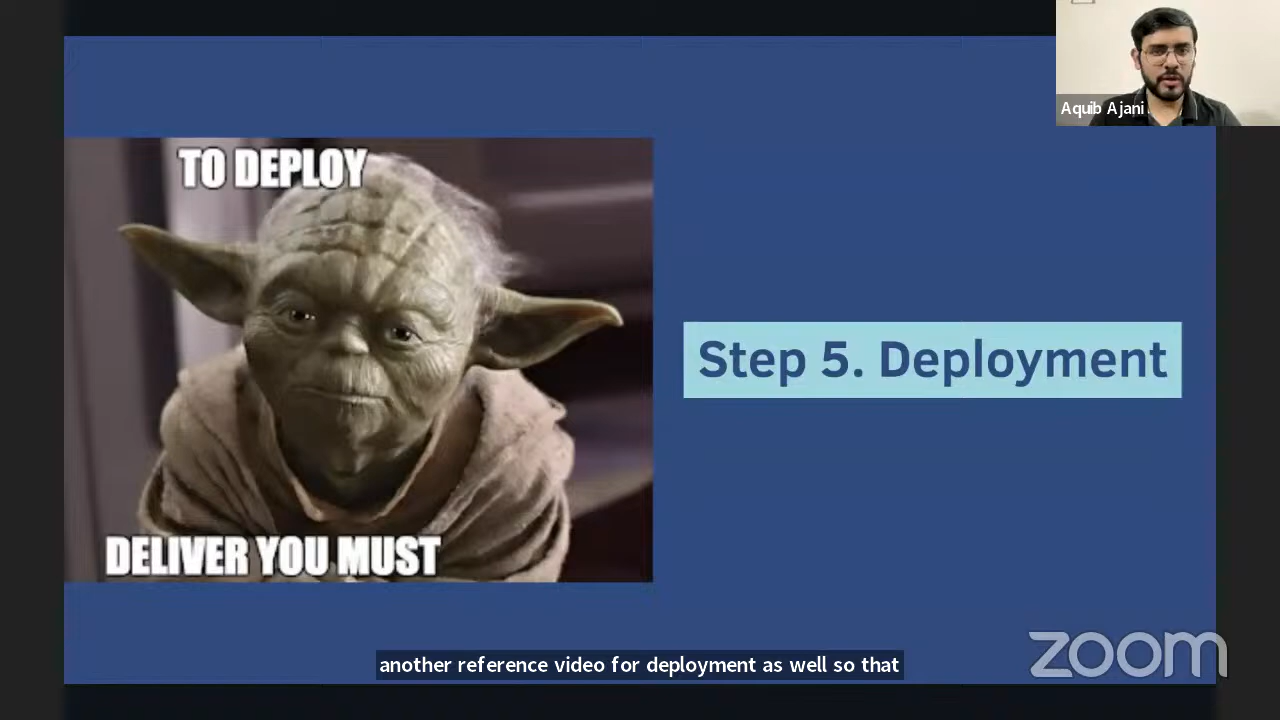 Aquib Ajani
TO DEPLOY
DELIVER YOU MUST
Step 5. Deployment
another reference video for deployment as well so that
zoom